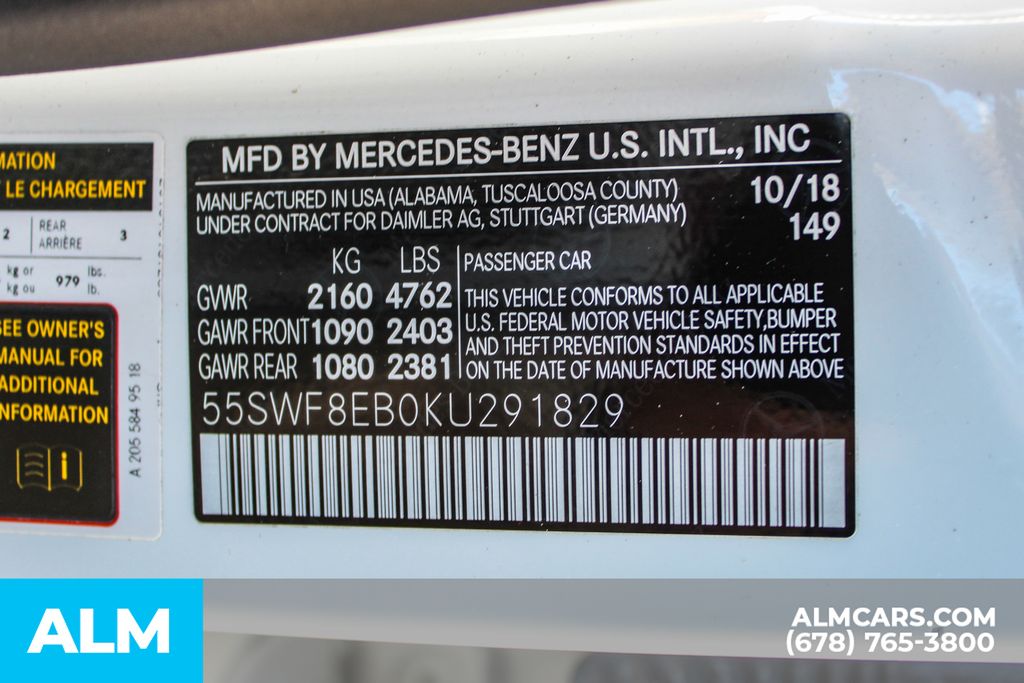 MATION
LE CHARGEMENT
2 REAR ARRIÈRE 3
kg or kg ou 979 lbs. lb.
SEE OWNER'S
MANUAL FOR
ADDITIONAL
INFORMATION
A 205 584 95 18
MFD BY MERCEDES-BENZ U.S. INTL., INC
MANUFACTURED IN USA (ALABAMA, TUSCALOOSA COUNTY) 10/18
UNDER CONTRACT FOR DAIMLER AG, STUTTGART (GERMANY) 149
KG LBS
GVWR 2160 4762
GAWR FRONT 1090 2403
GAWR REAR 1080 2381
PASSENGER CAR
THIS VEHICLE CONFORMS TO ALL APPLICABLE
U.S. FEDERAL MOTOR VEHICLE SAFETY,BUMPER
AND THEFT PREVENTION STANDARDS IN EFFECT
ON THE DATE OF MANUFACTURE SHOWN ABOVE
55SWF8EB0KU291829
ALM
ALMCARS.COM
(678) 765-3800